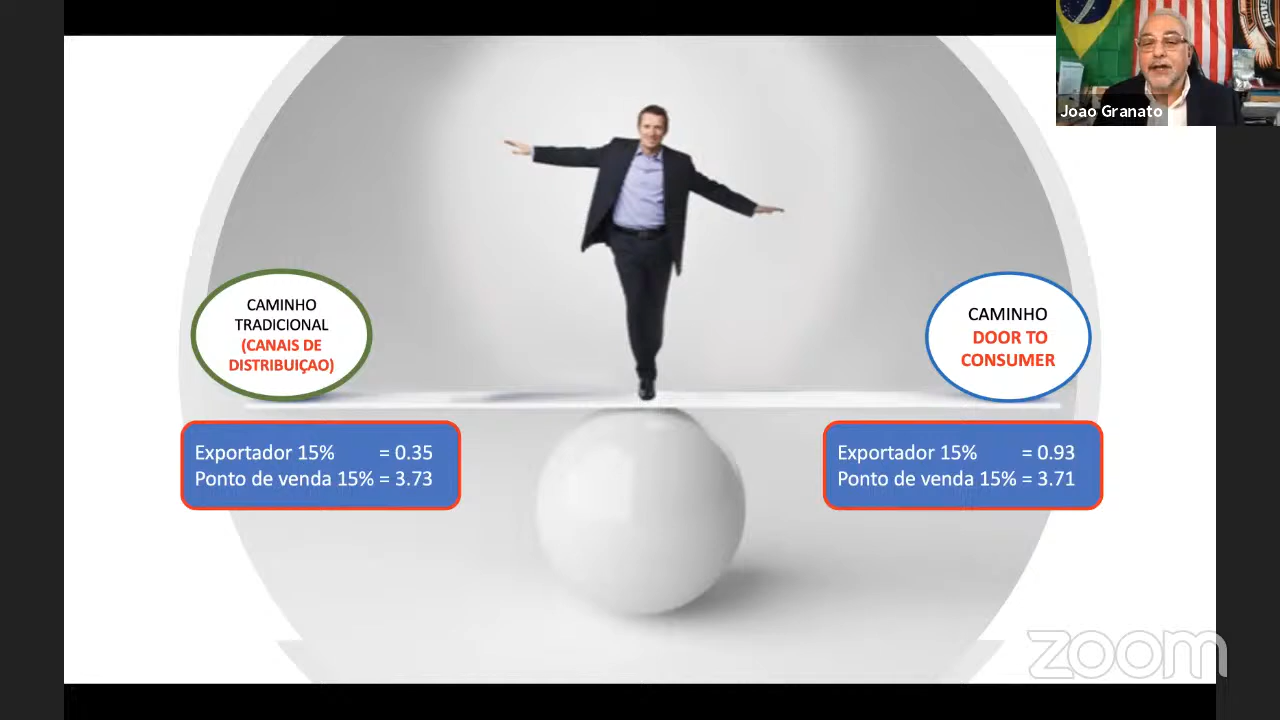 Joao Granato
CAMINHO
TRADICIONAL
(CANAIS DE
DISTRIBUIÇAO)
CAMINHO
DOOR TO
CONSUMER
Exportador 15% = 0.35
Ponto de venda 15% = 3.73
Exportador 15% = 0.93
Ponto de venda 15% = 3.71
zoom